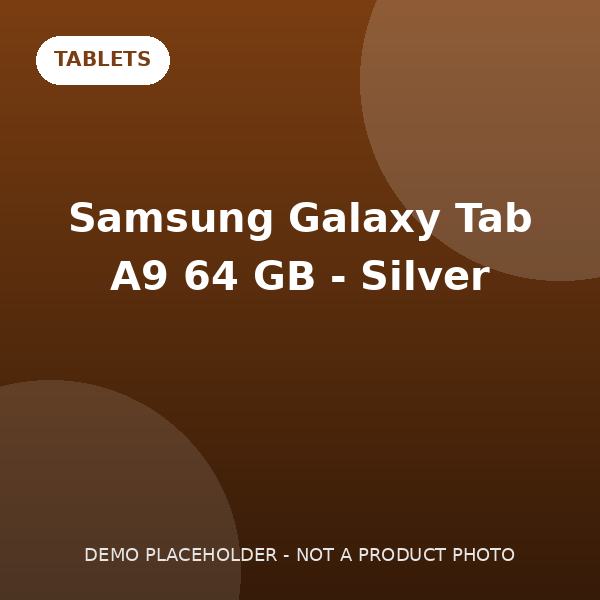 TABLETS
Samsung Galaxy Tab
A9 64 GB - Silver
DEMO PLACEHOLDER - NOT A PRODUCT PHOTO